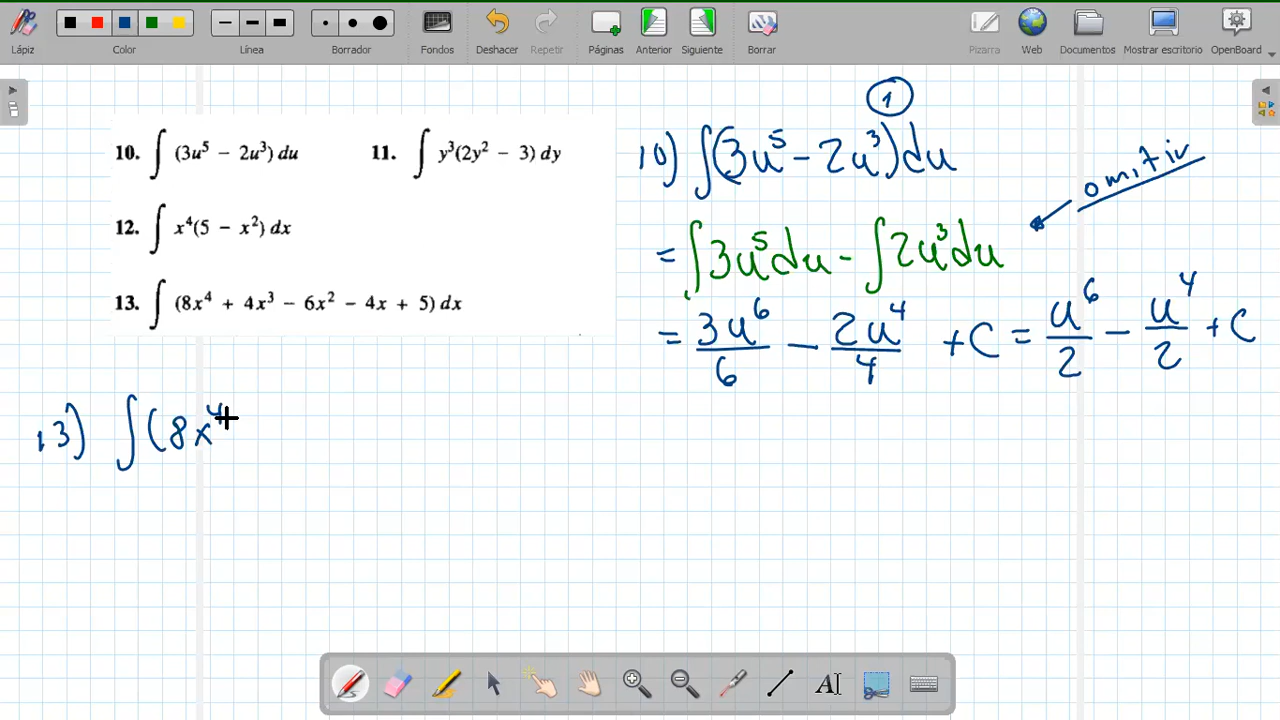 Lápiz Color Línea Borrador Fondos Deshacer Repetir Páginas Anterior Siguiente Borrar Pizarra Web Documentos Mostrar escritorio OpenBoard
10. ∫ (3u⁵ − 2u³) du 11. ∫ y³(2y² − 3) dy
12. ∫ x⁴(5 − x²) dx
13. ∫ (8x⁴ + 4x³ − 6x² − 4x + 5) dx
1
10) ∫(3u⁵ − 2u³)du
omitir
= ∫3u⁵du − ∫2u³du
= 3u⁶/6 − 2u⁴/4 + C = u⁶/2 − u⁴/2 + C
13) ∫(8x⁴